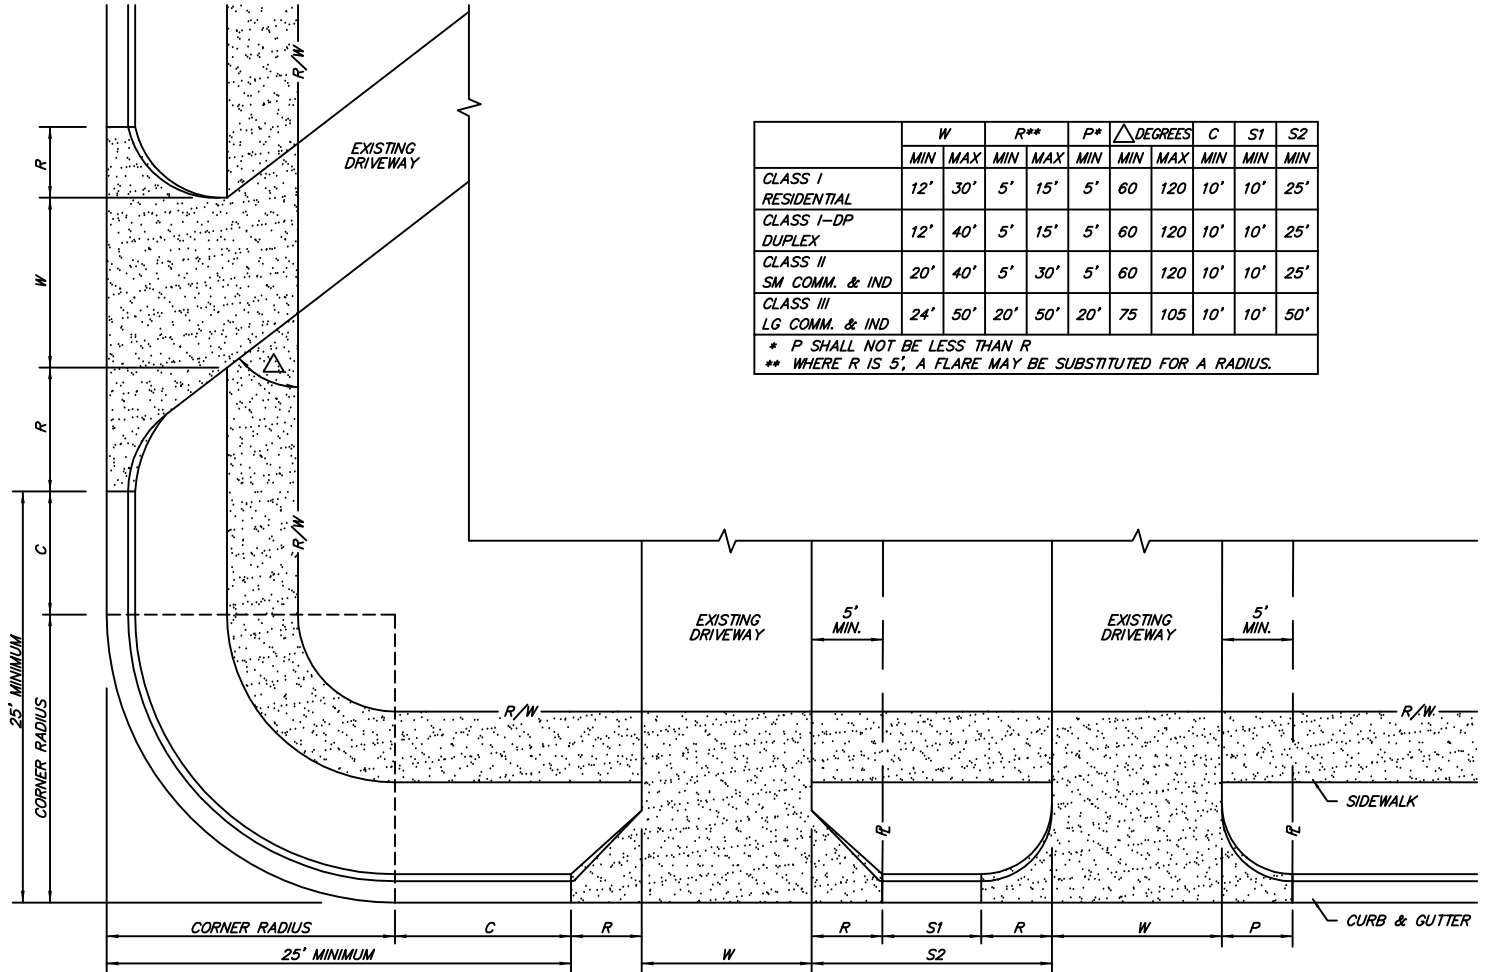 R/W
EXISTING
DRIVEWAY
R
W
R
C
CORNER RADIUS
25' MINIMUM
R/W
W R** P* △ DEGREES C S1 S2
MIN MAX MIN MAX MIN MIN MAX MIN MIN MIN
CLASS I
RESIDENTIAL 12' 30' 5' 15' 5' 60 120 10' 10' 25'
CLASS I-DP
DUPLEX 12' 40' 5' 15' 5' 60 120 10' 10' 25'
CLASS II
SM COMM. & IND 20' 40' 5' 30' 5' 60 120 10' 10' 25'
CLASS III
LG COMM. & IND 24' 50' 20' 50' 20' 75 105 10' 10' 50'
* P SHALL NOT BE LESS THAN R
** WHERE R IS 5', A FLARE MAY BE SUBSTITUTED FOR A RADIUS.
△
EXISTING
DRIVEWAY
5'
MIN.
EXISTING
DRIVEWAY
5'
MIN.
R/W
R/W
SIDEWALK
PL
PL
CURB & GUTTER
CORNER RADIUS
C
R
R
S1
R
W
P
25' MINIMUM
W
S2